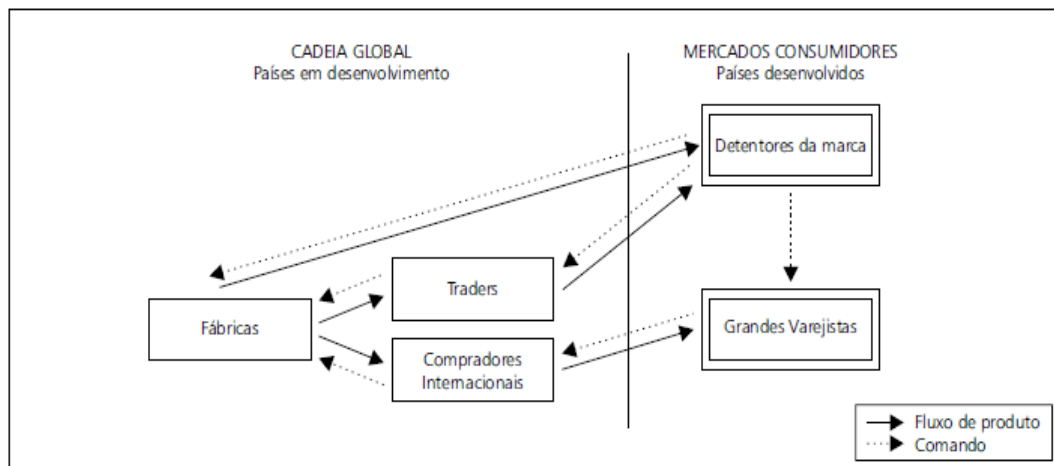 CADEIA GLOBAL
Países em desenvolvimento
MERCADOS CONSUMIDORES
Países desenvolvidos
Detentores da marca
Traders
Fábricas
Grandes Varejistas
Compradores
Internacionais
Fluxo de produto
Comando